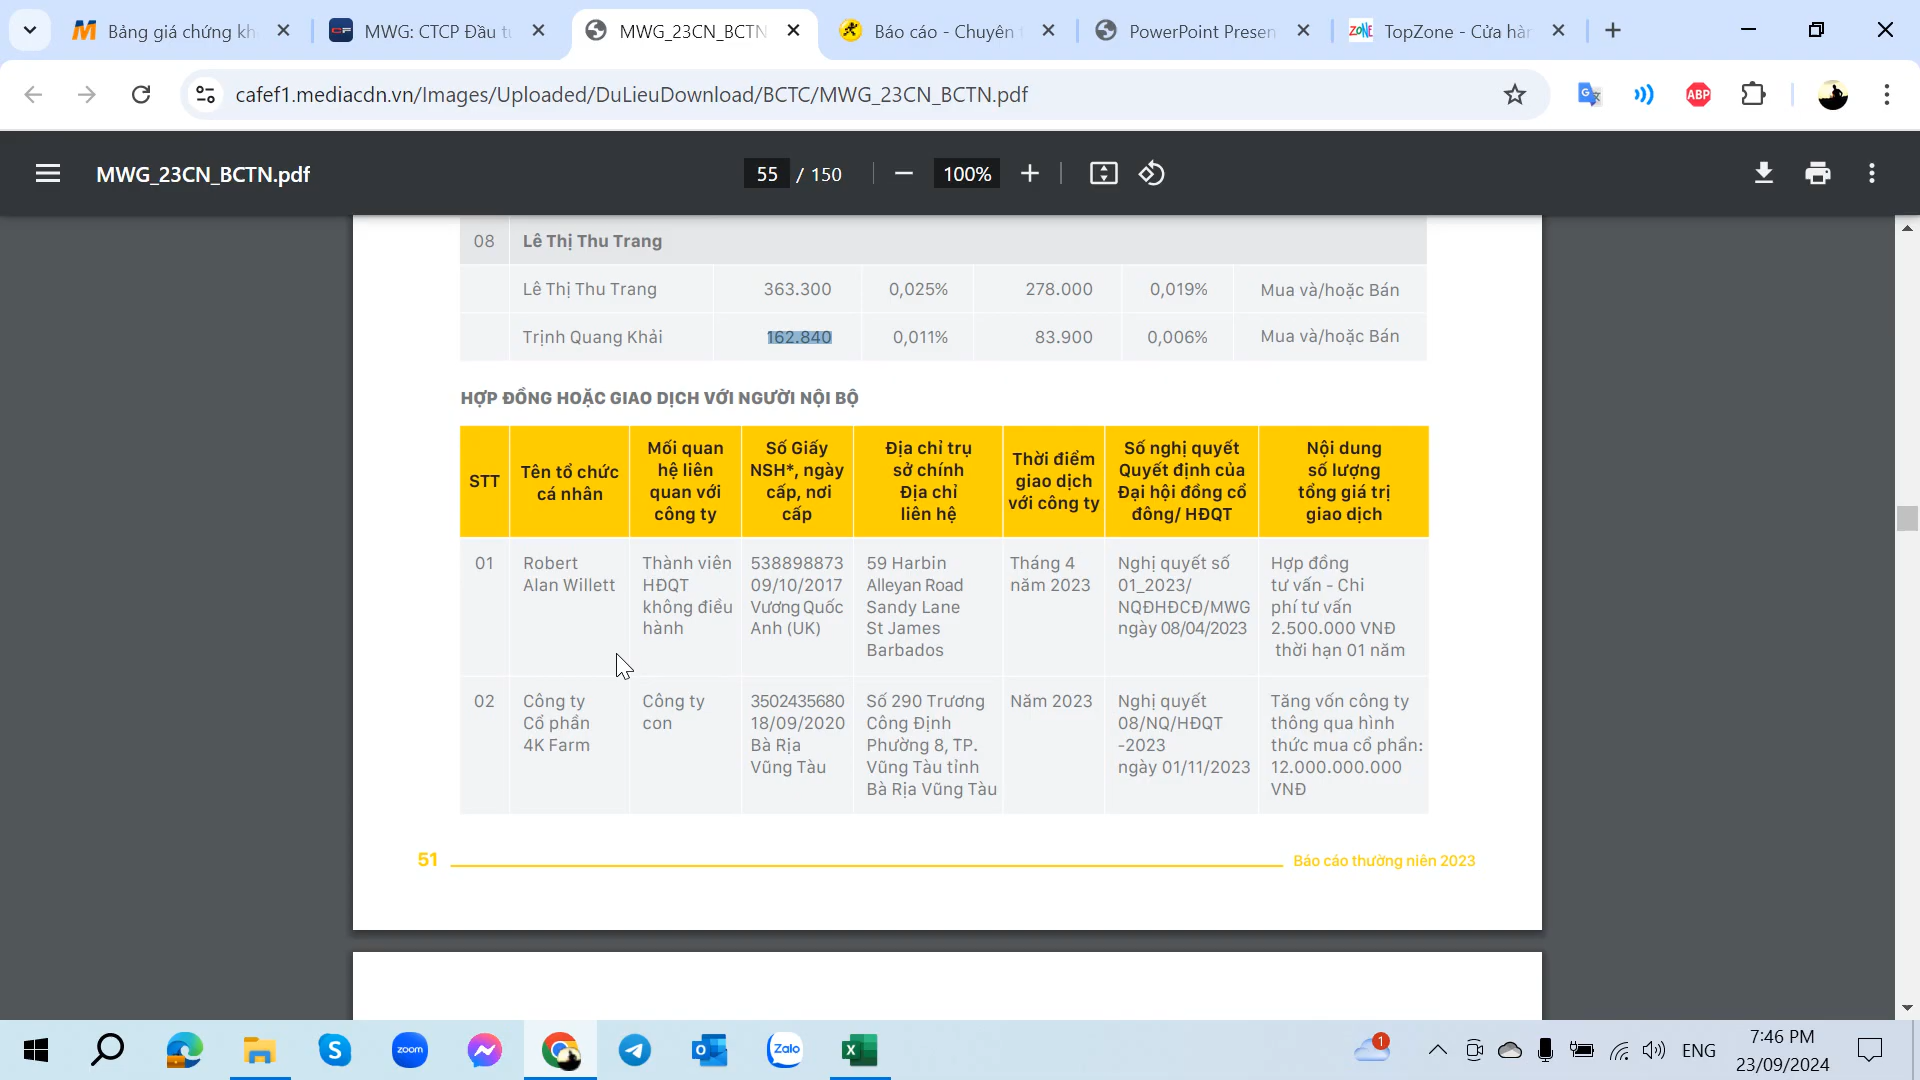 Bảng giá chứng kh
MWG: CTCP Đầu tư
MWG_23CN_BCTN
Báo cáo - Chuyên t
PowerPoint Presen
ZONE
TopZone - Cửa hàn
cafef1.mediacdn.vn/Images/Uploaded/DuLieuDownload/BCTC/MWG_23CN_BCTN.pdf
ABP
MWG_23CN_BCTN.pdf
55 / 150
100%
08 Lê Thị Thu Trang
Lê Thị Thu Trang 363.300 0,025% 278.000 0,019% Mua và/hoặc Bán
Trịnh Quang Khải 162.840 0,011% 83.900 0,006% Mua và/hoặc Bán
HỢP ĐỒNG HOẶC GIAO DỊCH VỚI NGƯỜI NỘI BỘ
STT
Tên tổ chức
cá nhân
Mối quan
hệ liên
quan với
công ty
Số Giấy
NSH*, ngày
cấp, nơi
cấp
Địa chỉ trụ
sở chính
Địa chỉ
liên hệ
Thời điểm
giao dịch
với công ty
Số nghị quyết
Quyết định của
Đại hội đồng cổ
đông/ HĐQT
Nội dung
số lượng
tổng giá trị
giao dịch
01
Robert
Alan Willett
Thành viên
HĐQT
không điều
hành
538898873
09/10/2017
Vương Quốc
Anh (UK)
59 Harbin
Alleyan Road
Sandy Lane
St James
Barbados
Tháng 4
năm 2023
Nghị quyết số
01_2023/
NQĐHĐCĐ/MWG
ngày 08/04/2023
Hợp đồng
tư vấn - Chi
phí tư vấn
2.500.000 VNĐ
thời hạn 01 năm
02
Công ty
Cổ phần
4K Farm
Công ty
con
3502435680
18/09/2020
Bà Rịa
Vũng Tàu
Số 290 Trương
Công Định
Phường 8, TP.
Vũng Tàu tỉnh
Bà Rịa Vũng Tàu
Năm 2023
Nghị quyết
08/NQ/HĐQT
-2023
ngày 01/11/2023
Tăng vốn công ty
thông qua hình
thức mua cổ phần:
12.000.000.000
VNĐ
51
Báo cáo thường niên 2023
zoom
Zalo
1
ENG
7:46 PM
23/09/2024